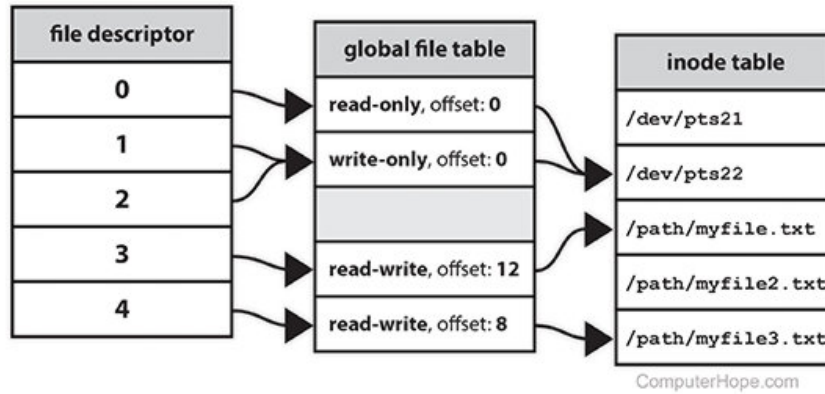 file descriptor
0
1
2
3
4
global file table
read-only, offset: 0
write-only, offset: 0
read-write, offset: 12
read-write, offset: 8
inode table
/dev/pts21
/dev/pts22
/path/myfile.txt
/path/myfile2.txt
/path/myfile3.txt
ComputerHope.com